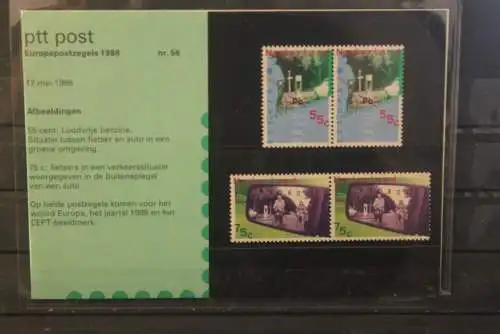 ptt post
Europapostzegels 1988 nr. 56
17 mei 1988
Afbeeldingen
55 cent: Loodvrije benzine.
Situatie tussen fietser en auto in een
groene omgeving.
75 c: fietsers in een verkeerssituatie
weergegeven in de buitenspiegel
van een auto.
Op beide postzegels komen voor het
woord Europa, het jaartal 1988 en het
CEPT-beeldmerk.
Pb
Pb
55c
55c
75c
75c